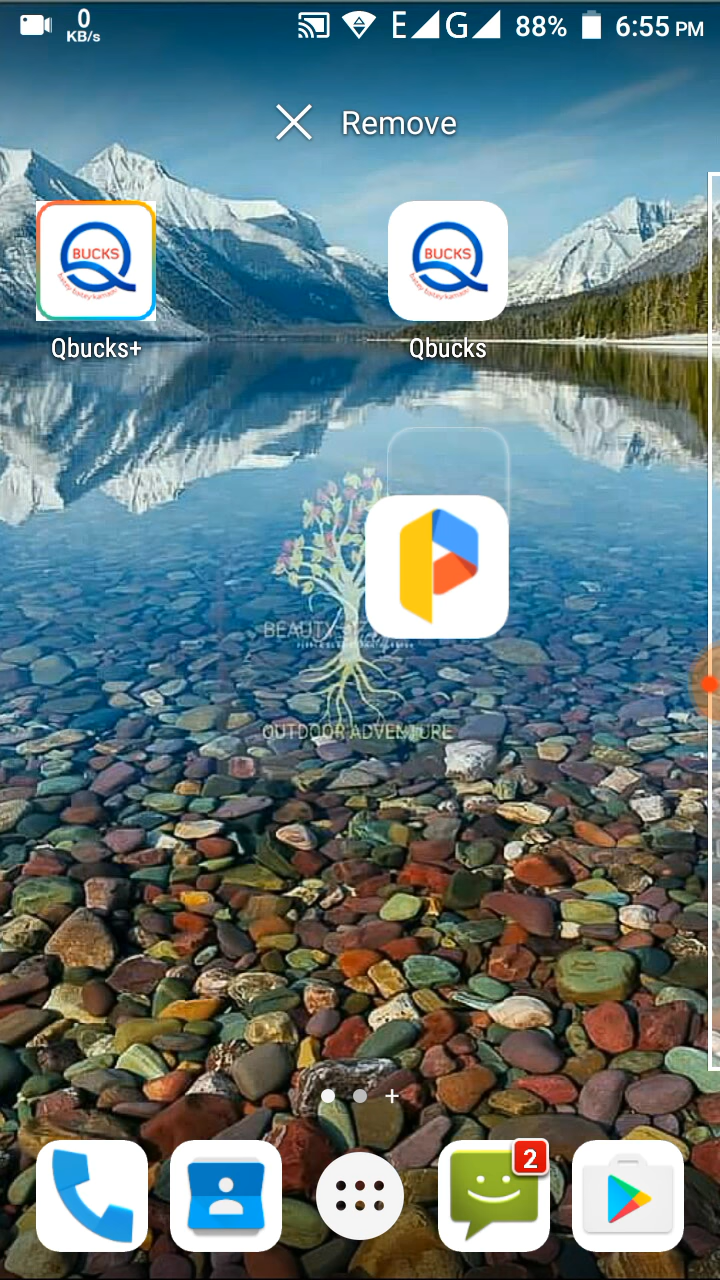 0
KB/s
E
G
88%
6:55 PM
Remove
BUCKS
BUCKS
Qbucks+
Qbucks
OUTDOOR ADVENTURE
2